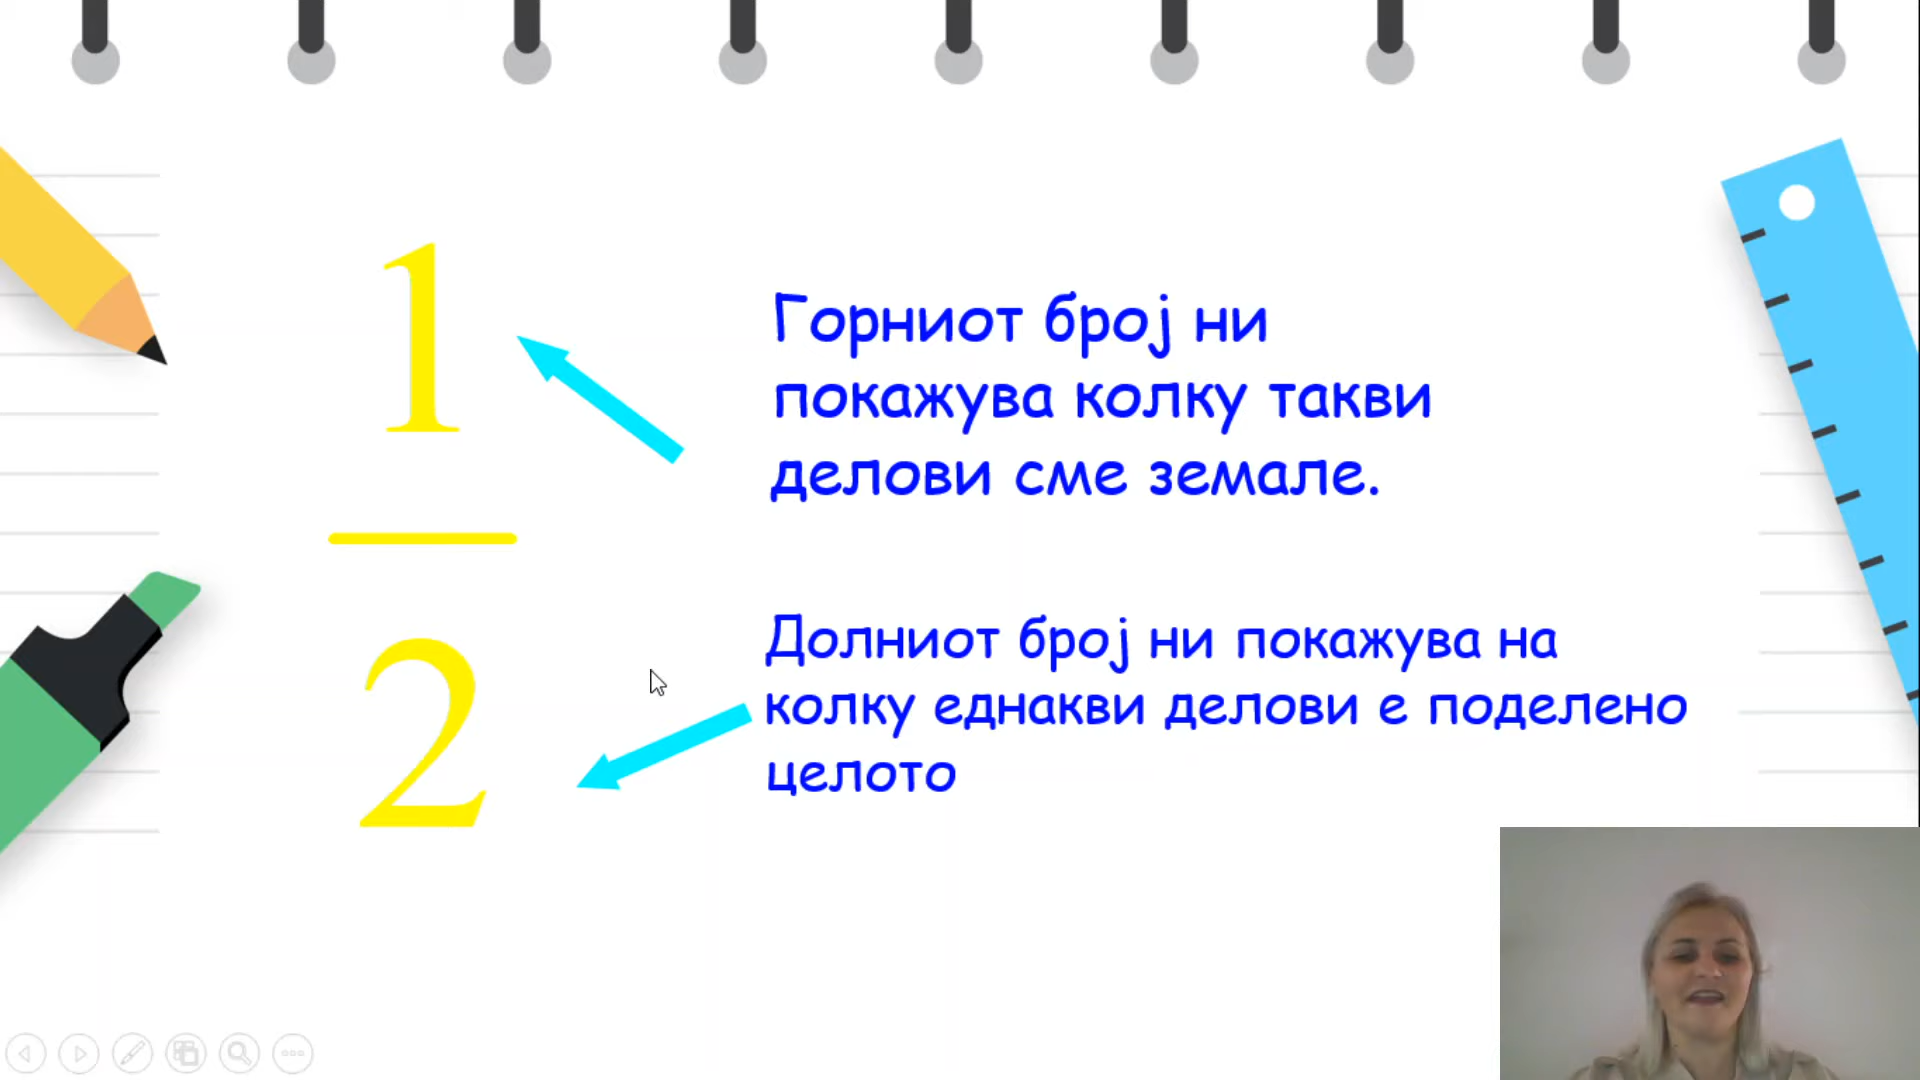 1
2
Горниот број ни
покажува колку такви
делови сме земале.
Долниот број ни покажува на
колку еднакви делови е поделено
целото